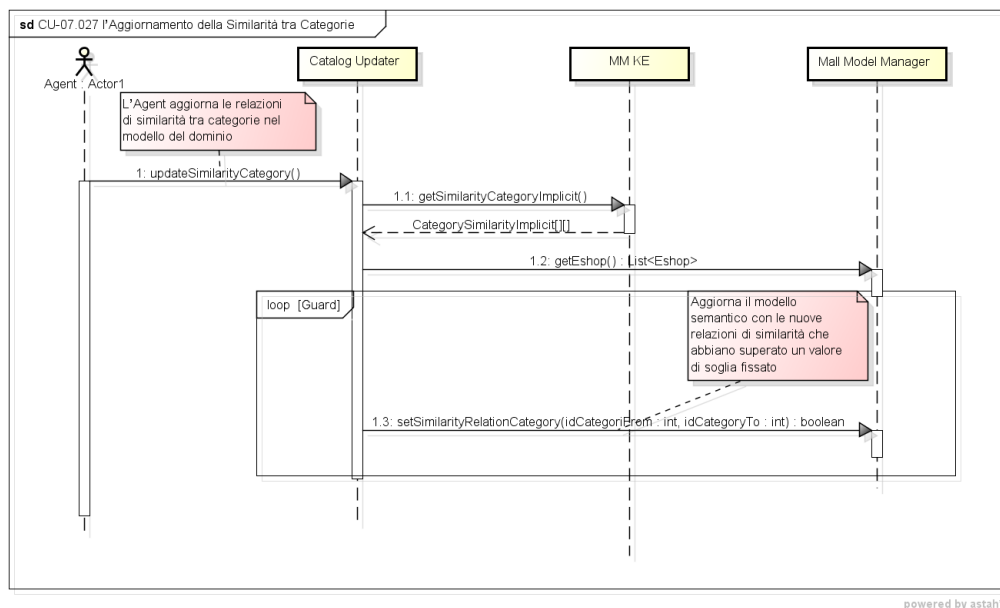 sd CU-07.027 l'Aggiornamento della Similarità tra Categorie
Agent : Actor1
Catalog Updater
MM KE
Mall Model Manager
L'Agent aggiorna le relazioni
di similarità tra categorie nel
modello del dominio
1: updateSimilarityCategory()
1.1: getSimilarityCategoryImplicit()
CategorySimilarityImplicit[][]
1.2: getEshop() : List<Eshop>
loop [Guard]
Aggiorna il modello
semantico con le nuove
relazioni di similarità che
abbiano superato un valore
di soglia fissato
1.3: setSimilarityRelationCategory(idCategoriFrom : int, idCategoryTo : int) : boolean
powered by astah